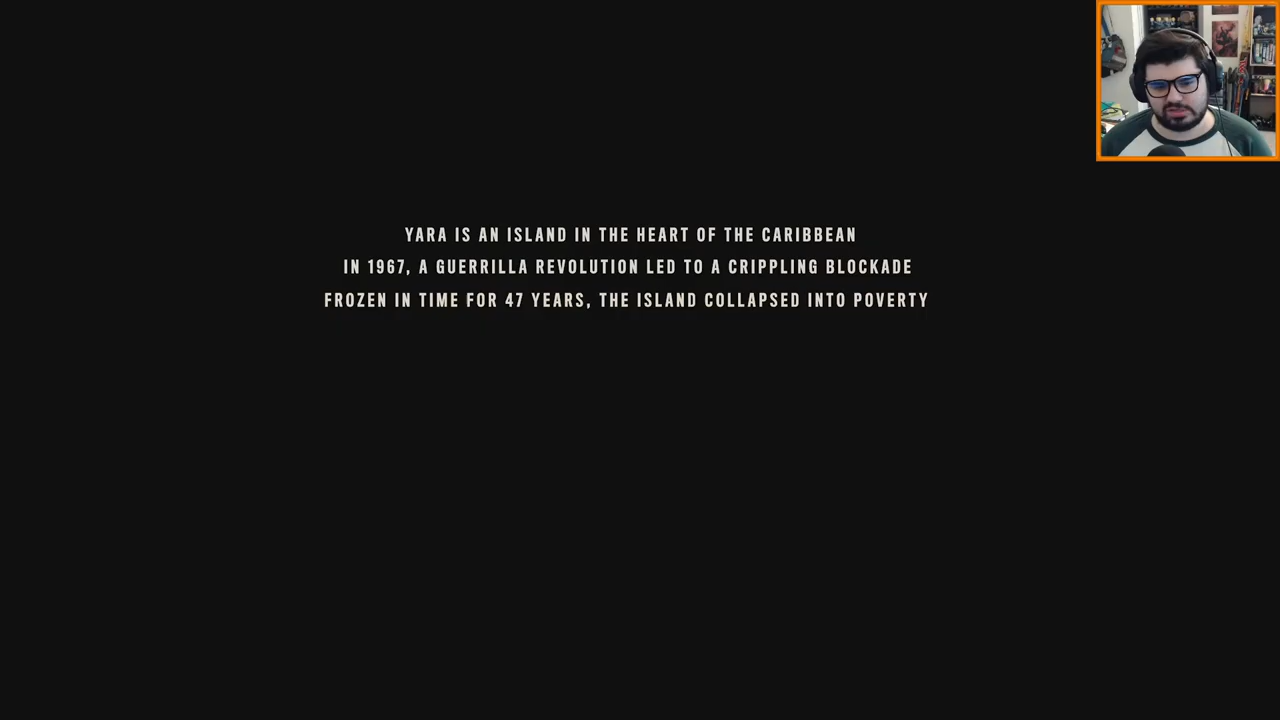 YARA IS AN ISLAND IN THE HEART OF THE CARIBBEAN
IN 1967, A GUERRILLA REVOLUTION LED TO A CRIPPLING BLOCKADE
FROZEN IN TIME FOR 47 YEARS, THE ISLAND COLLAPSED INTO POVERTY